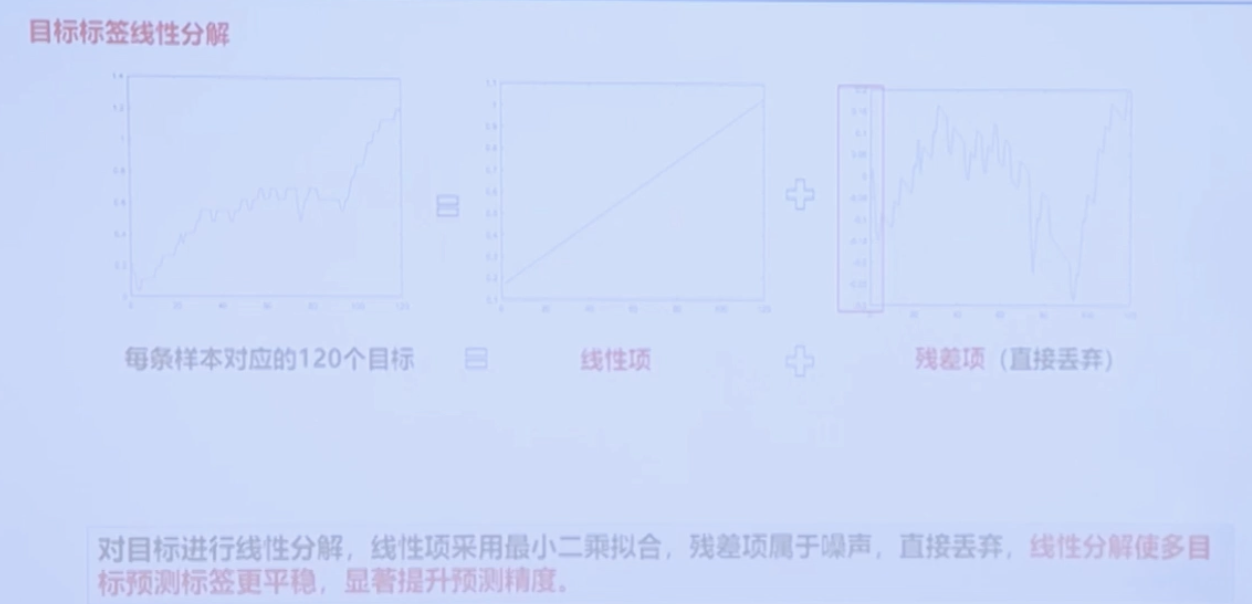 目标标签线性分解
每条样本对应的120个目标 = 线性项 + 残差项（直接丢弃）
对目标进行线性分解，线性项采用最小二乘拟合，残差项属于噪声，直接丢弃，线性分解使多目
标预测标签更平稳，显著提升预测精度。